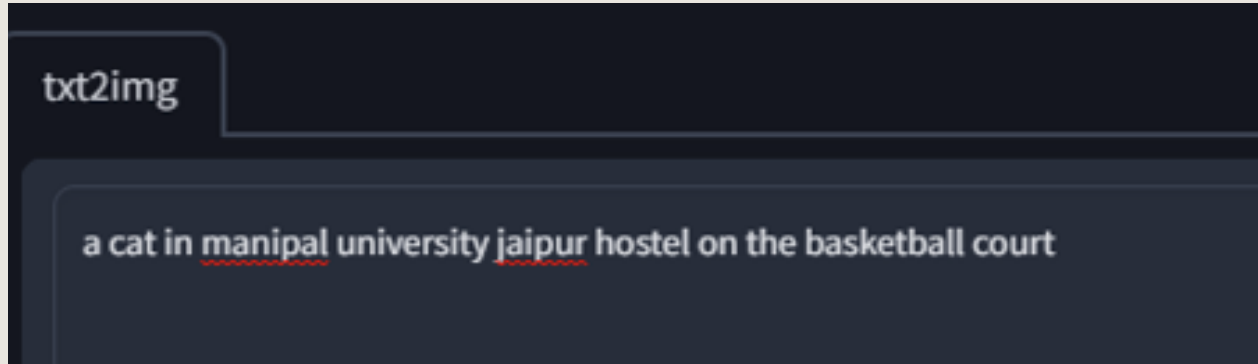 txt2img
a cat in manipal university jaipur hostel on the basketball court